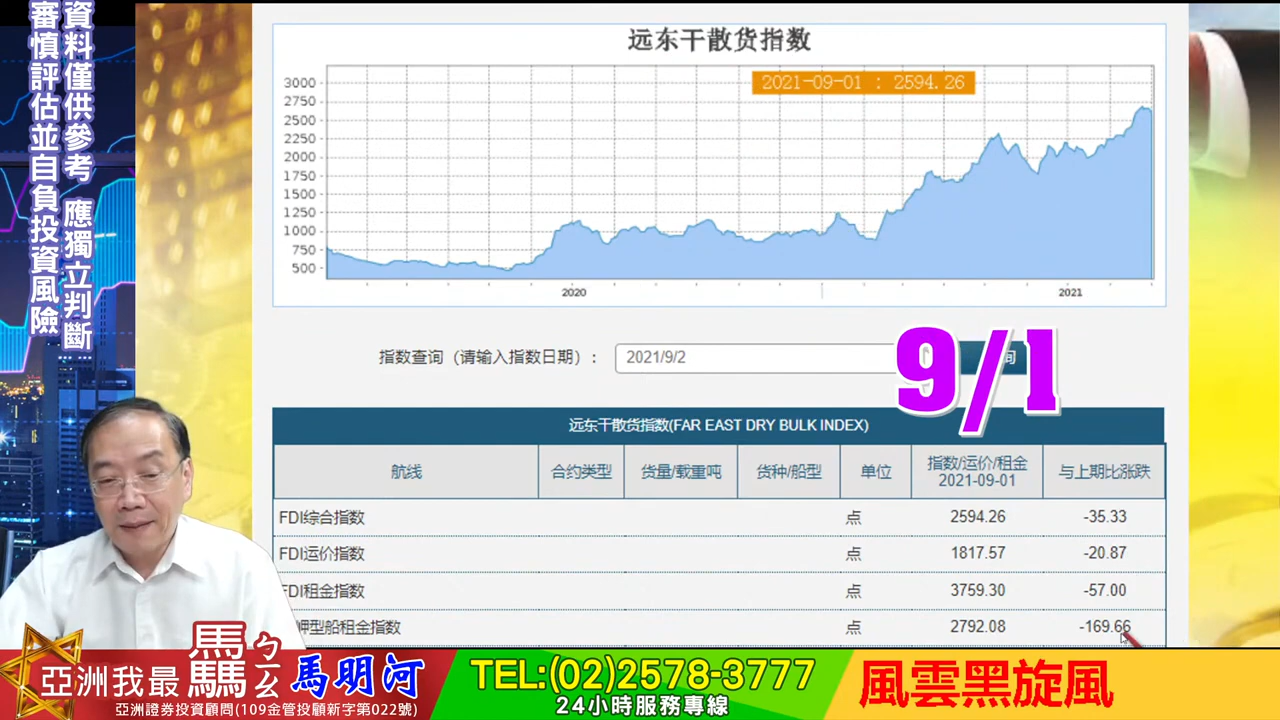 資料僅供參考 應獨立判斷
審慎評估並自負投資風險
远东干散货指数
2021-09-01 : 2594.26
3000
2750
2500
2250
2000
1750
1500
1250
1000
750
500
2020
2021
指数查询（请输入指数日期）：
2021/9/2
询
9/1
远东干散货指数(FAR EAST DRY BULK INDEX)
航线 合约类型 货量/载重吨 货种/船型 单位 指数/运价/租金 2021-09-01 与上期比涨跌
FDI综合指数 点 2594.26 -35.33
FDI运价指数 点 1817.57 -20.87
FDI租金指数 点 3759.30 -57.00
岬型船租金指数 点 2792.08 -169.66
亞洲我最馬驫ㄅㄧㄠ馬明河
亞洲證券投資顧問(109金管投顧新字第022號)
TEL:(02)2578-3777
24小時服務專線
風雲黑旋風